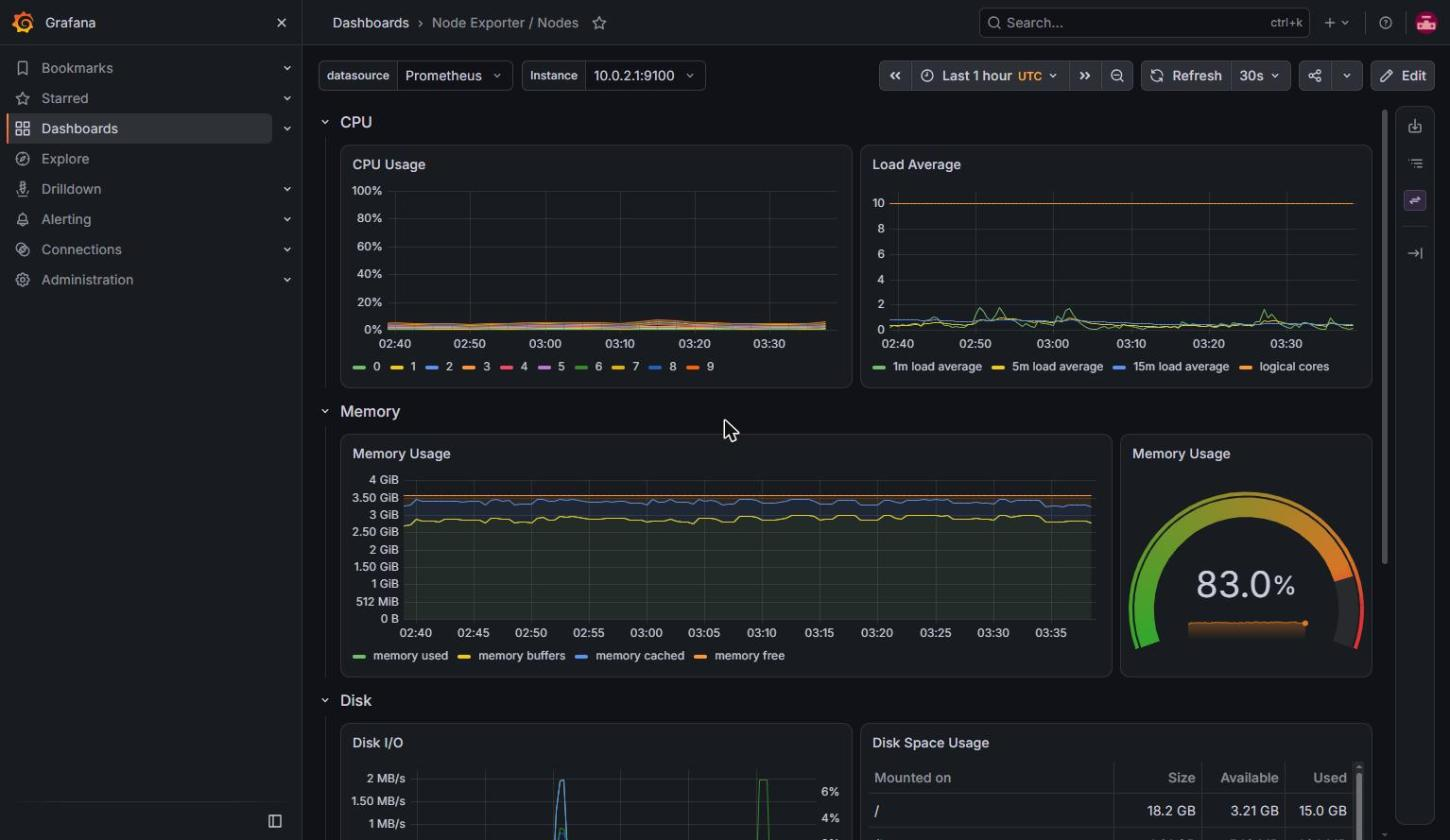 Grafana
Dashboards › Node Exporter / Nodes
Search... ctrl+k
Bookmarks
Starred
Dashboards
Explore
Drilldown
Alerting
Connections
Administration
datasource Prometheus Instance 10.0.2.1:9100 Last 1 hour UTC Refresh 30s Edit
CPU
CPU Usage
100%
80%
60%
40%
20%
0%
02:40 02:50 03:00 03:10 03:20 03:30
0 1 2 3 4 5 6 7 8 9
Load Average
10
8
6
4
2
0
02:40 02:50 03:00 03:10 03:20 03:30
1m load average 5m load average 15m load average logical cores
Memory
Memory Usage
4 GiB
3.50 GiB
3 GiB
2.50 GiB
2 GiB
1.50 GiB
1 GiB
512 MiB
0 B
02:40 02:45 02:50 02:55 03:00 03:05 03:10 03:15 03:20 03:25 03:30 03:35
memory used memory buffers memory cached memory free
Memory Usage
83.0%
Disk
Disk I/O
2 MB/s
1.50 MB/s
1 MB/s
6%
4%
Disk Space Usage
Mounted on Size Available Used
/ 18.2 GB 3.21 GB 15.0 GB